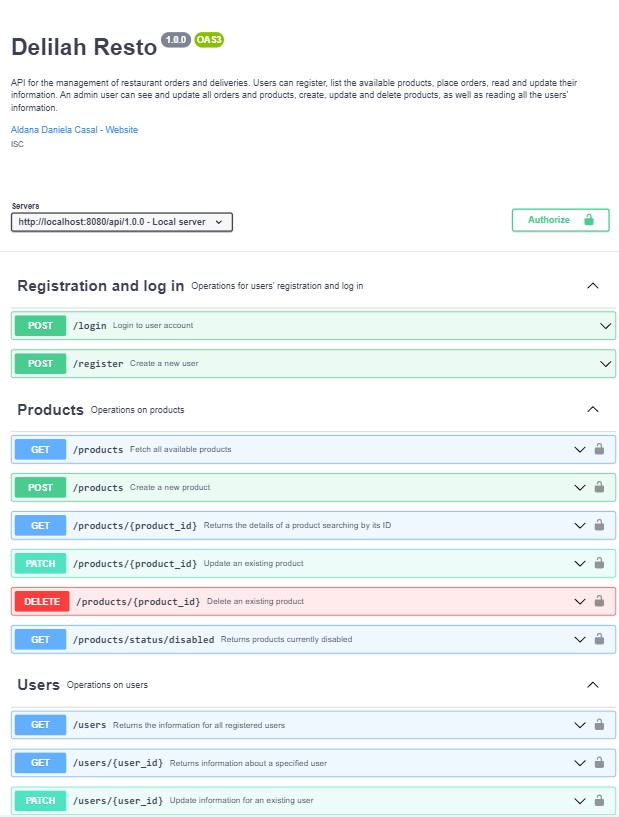 Delilah Resto 1.0.0 OAS3
API for the management of restaurant orders and deliveries. Users can register, list the available products, place orders, read and update their
information. An admin user can see and update all orders and products, create, update and delete products, as well as reading all the users'
information.
Aldana Daniela Casal - Website
ISC
Servers
http://localhost:8080/api/1.0.0 - Local server
Authorize
Registration and log in Operations for users' registration and log in
POST /login Login to user account
POST /register Create a new user
Products Operations on products
GET /products Fetch all available products
POST /products Create a new product
GET /products/{product_id} Returns the details of a product searching by its ID
PATCH /products/{product_id} Update an existing product
DELETE /products/{product_id} Delete an existing product
GET /products/status/disabled Returns products currently disabled
Users Operations on users
GET /users Returns the information for all registered users
GET /users/{user_id} Returns information about a specified user
PATCH /users/{user_id} Update information for an existing user